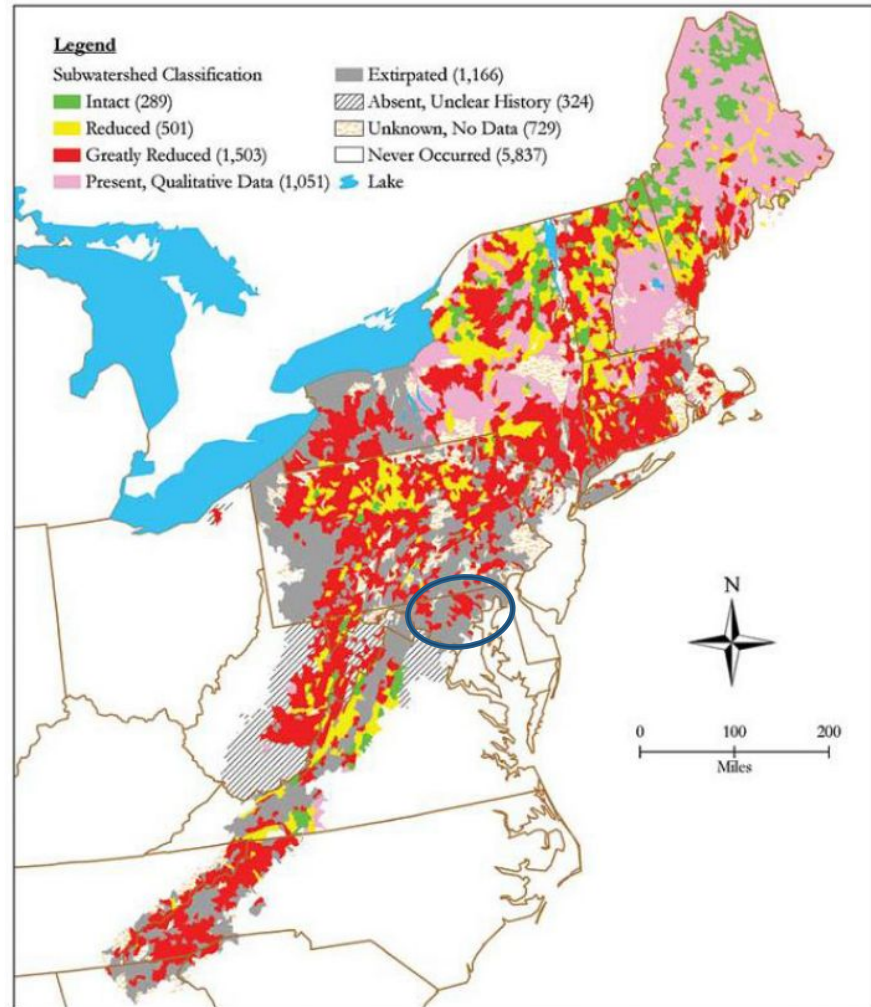 Legend
Subwatershed Classification
Intact (289)
Reduced (501)
Greatly Reduced (1,503)
Present, Qualitative Data (1,051)
Extirpated (1,166)
Absent, Unclear History (324)
Unknown, No Data (729)
Never Occurred (5,837)
Lake
N
0 100 200
Miles